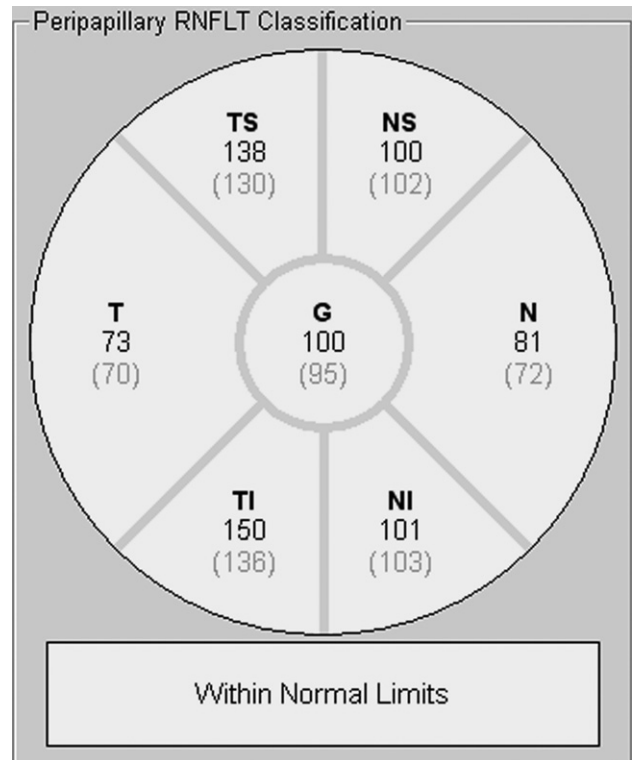 Peripapillary RNFLT Classification
TS
138
(130)
NS
100
(102)
T
73
(70)
G
100
(95)
N
81
(72)
TI
150
(136)
NI
101
(103)
Within Normal Limits